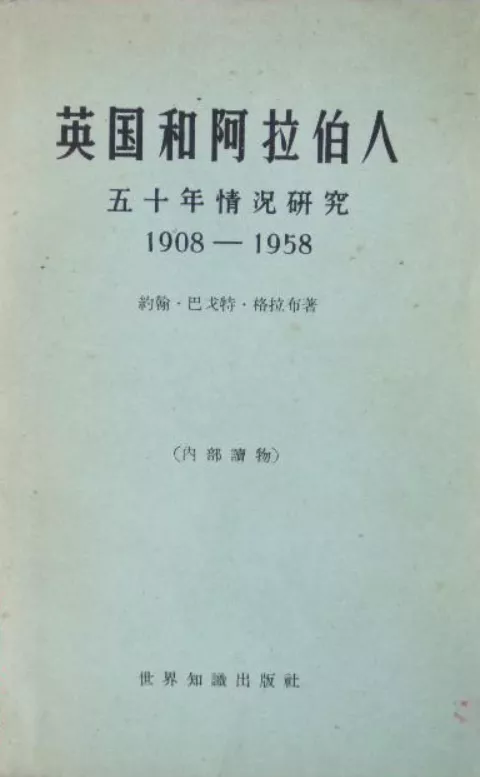 英国和阿拉伯人
五十年情况研究
1908—1958
約翰·巴戈特·格拉布著
(内部讀物)
世界知識出版社